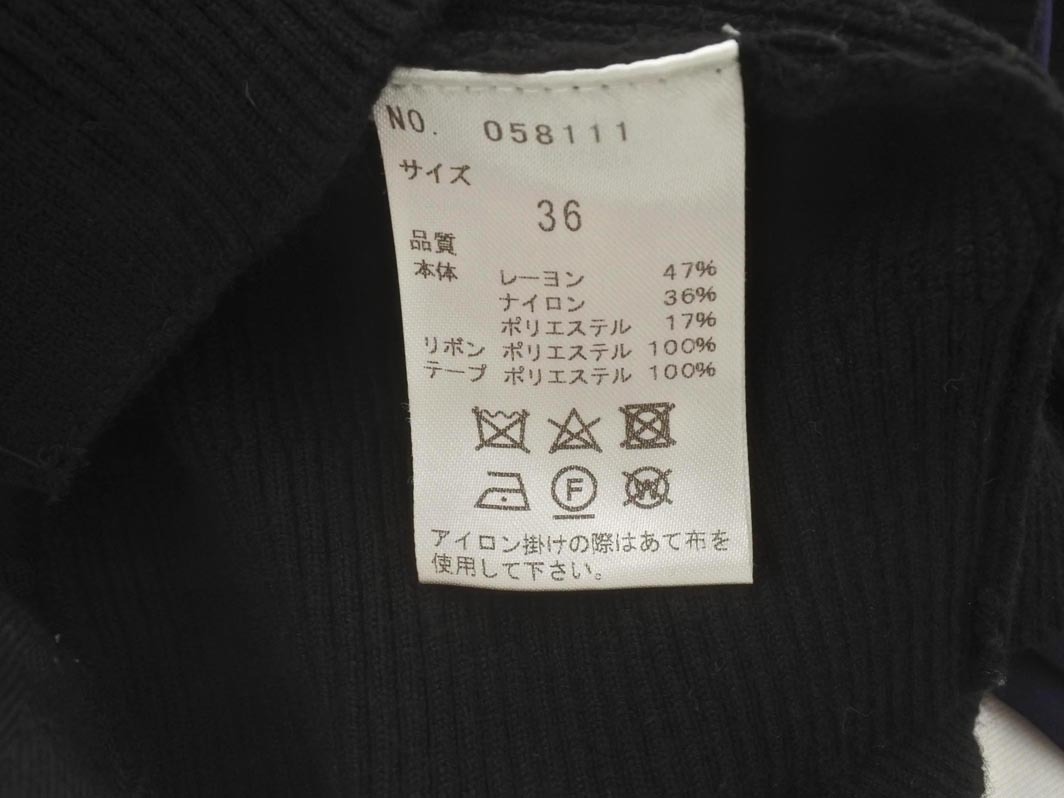 NO. 058111
サイズ
36
品質
本体 レーヨン 47%
ナイロン 36%
ポリエステル 17%
リボン ポリエステル 100%
テープ ポリエステル 100%
F W
アイロン掛けの際はあて布を
使用して下さい。